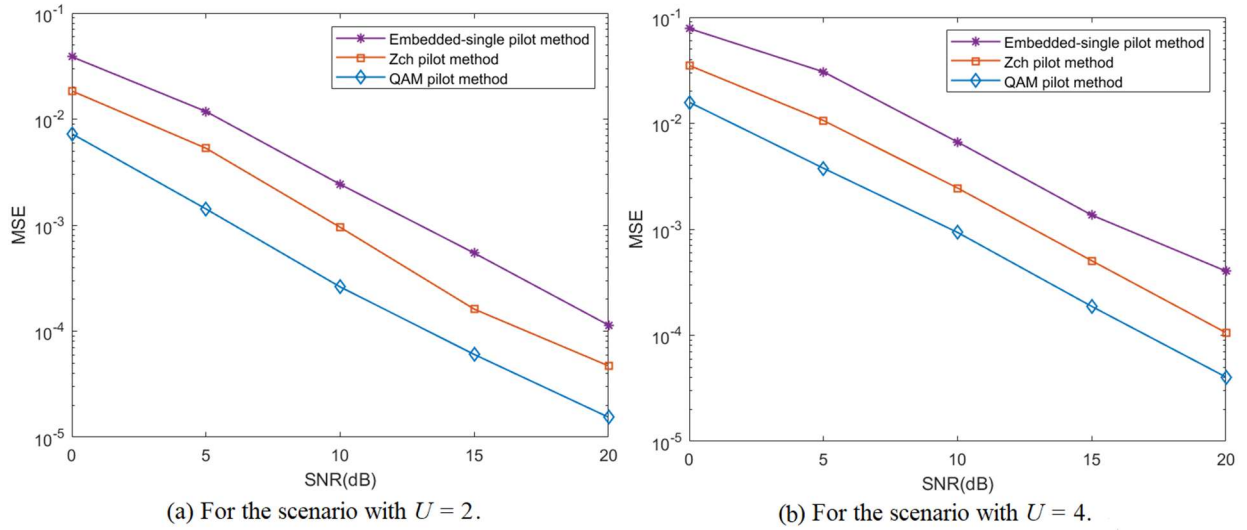 10^-1
10^-2
10^-3
10^-4
10^-5
MSE
0 5 10 15 20
SNR(dB)
Embedded-single pilot method
Zch pilot method
QAM pilot method
(a) For the scenario with U = 2.
10^-1
10^-2
10^-3
10^-4
10^-5
MSE
0 5 10 15 20
SNR(dB)
Embedded-single pilot method
Zch pilot method
QAM pilot method
(b) For the scenario with U = 4.